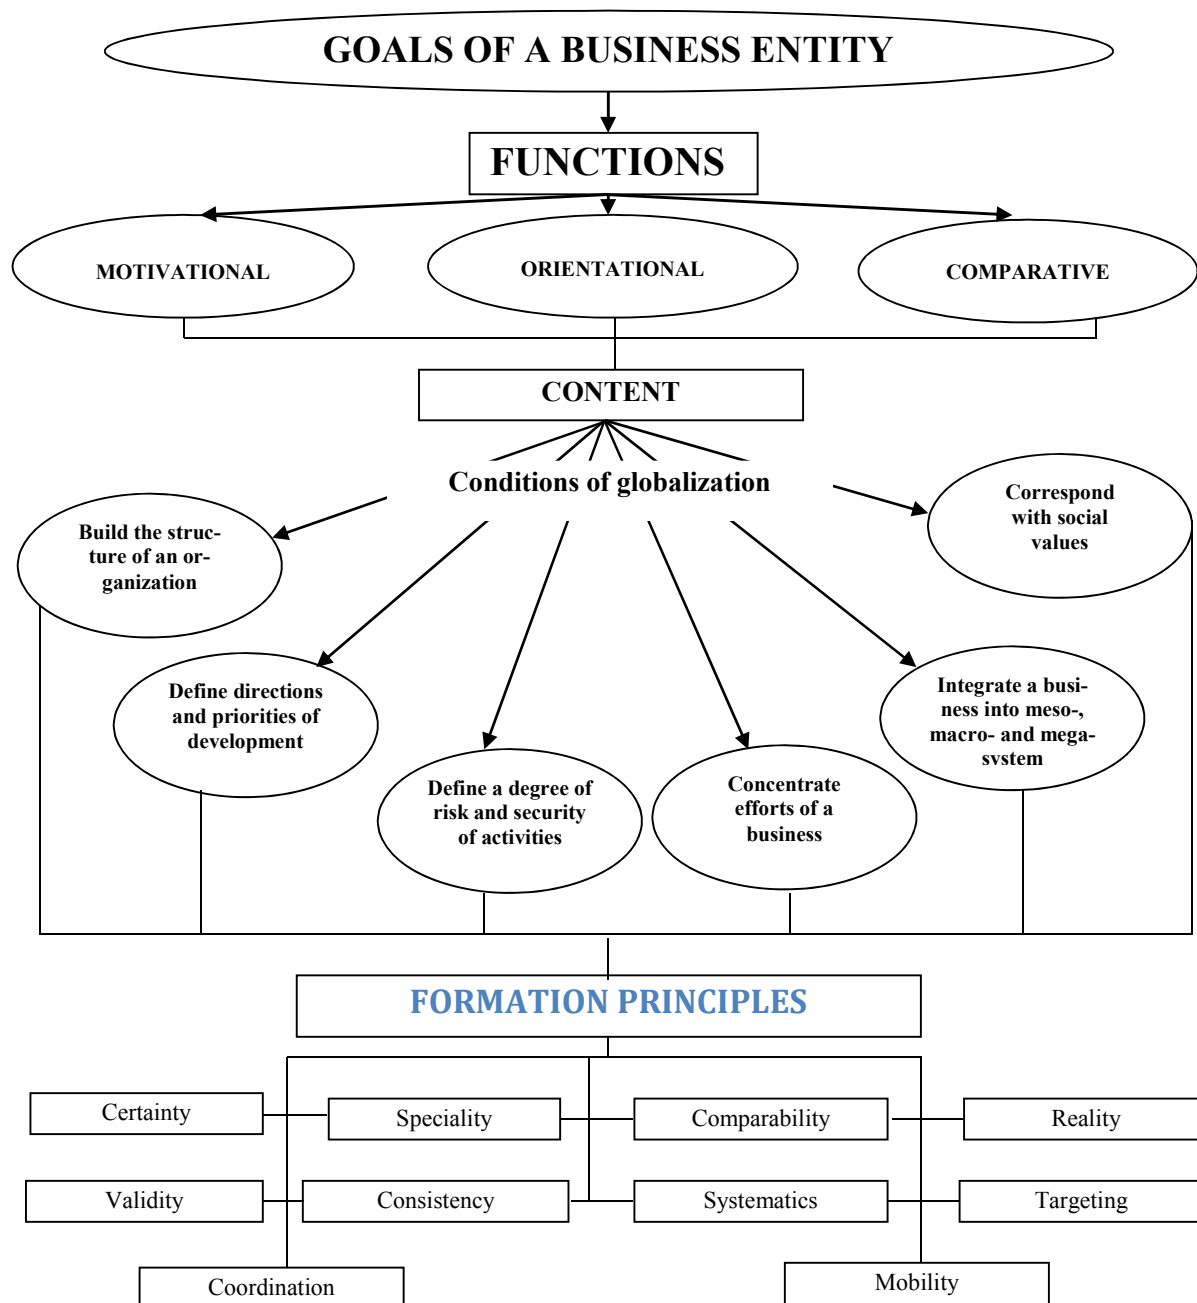 GOALS OF A BUSINESS ENTITY
FUNCTIONS
MOTIVATIONAL
ORIENTATIONAL
COMPARATIVE
CONTENT
Conditions of globalization
Correspond
with social
values
Build the struc-
ture of an or-
ganization
Define directions
and priorities of
development
Integrate a busi-
ness into meso-,
macro- and mega-
system
Define a degree of
risk and security
of activities
Concentrate
efforts of a
business
FORMATION PRINCIPLES
Certainty
Speciality
Comparability
Reality
Validity
Consistency
Systematics
Targeting
Coordination
Mobility